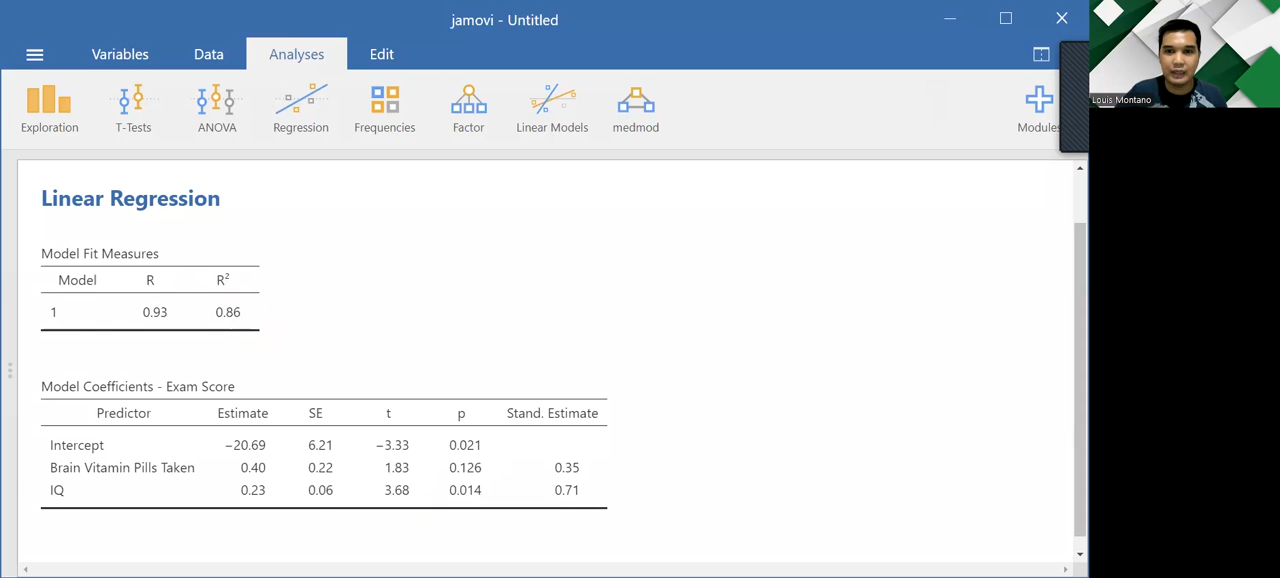 jamovi - Untitled
Variables Data Analyses Edit
Exploration T-Tests ANOVA Regression Frequencies Factor Linear Models medmod Modules
Louis Montano
Linear Regression
Model Fit Measures
Model R R²
1 0.93 0.86
Model Coefficients - Exam Score
Predictor Estimate SE t p Stand. Estimate
Intercept −20.69 6.21 −3.33 0.021
Brain Vitamin Pills Taken 0.40 0.22 1.83 0.126 0.35
IQ 0.23 0.06 3.68 0.014 0.71